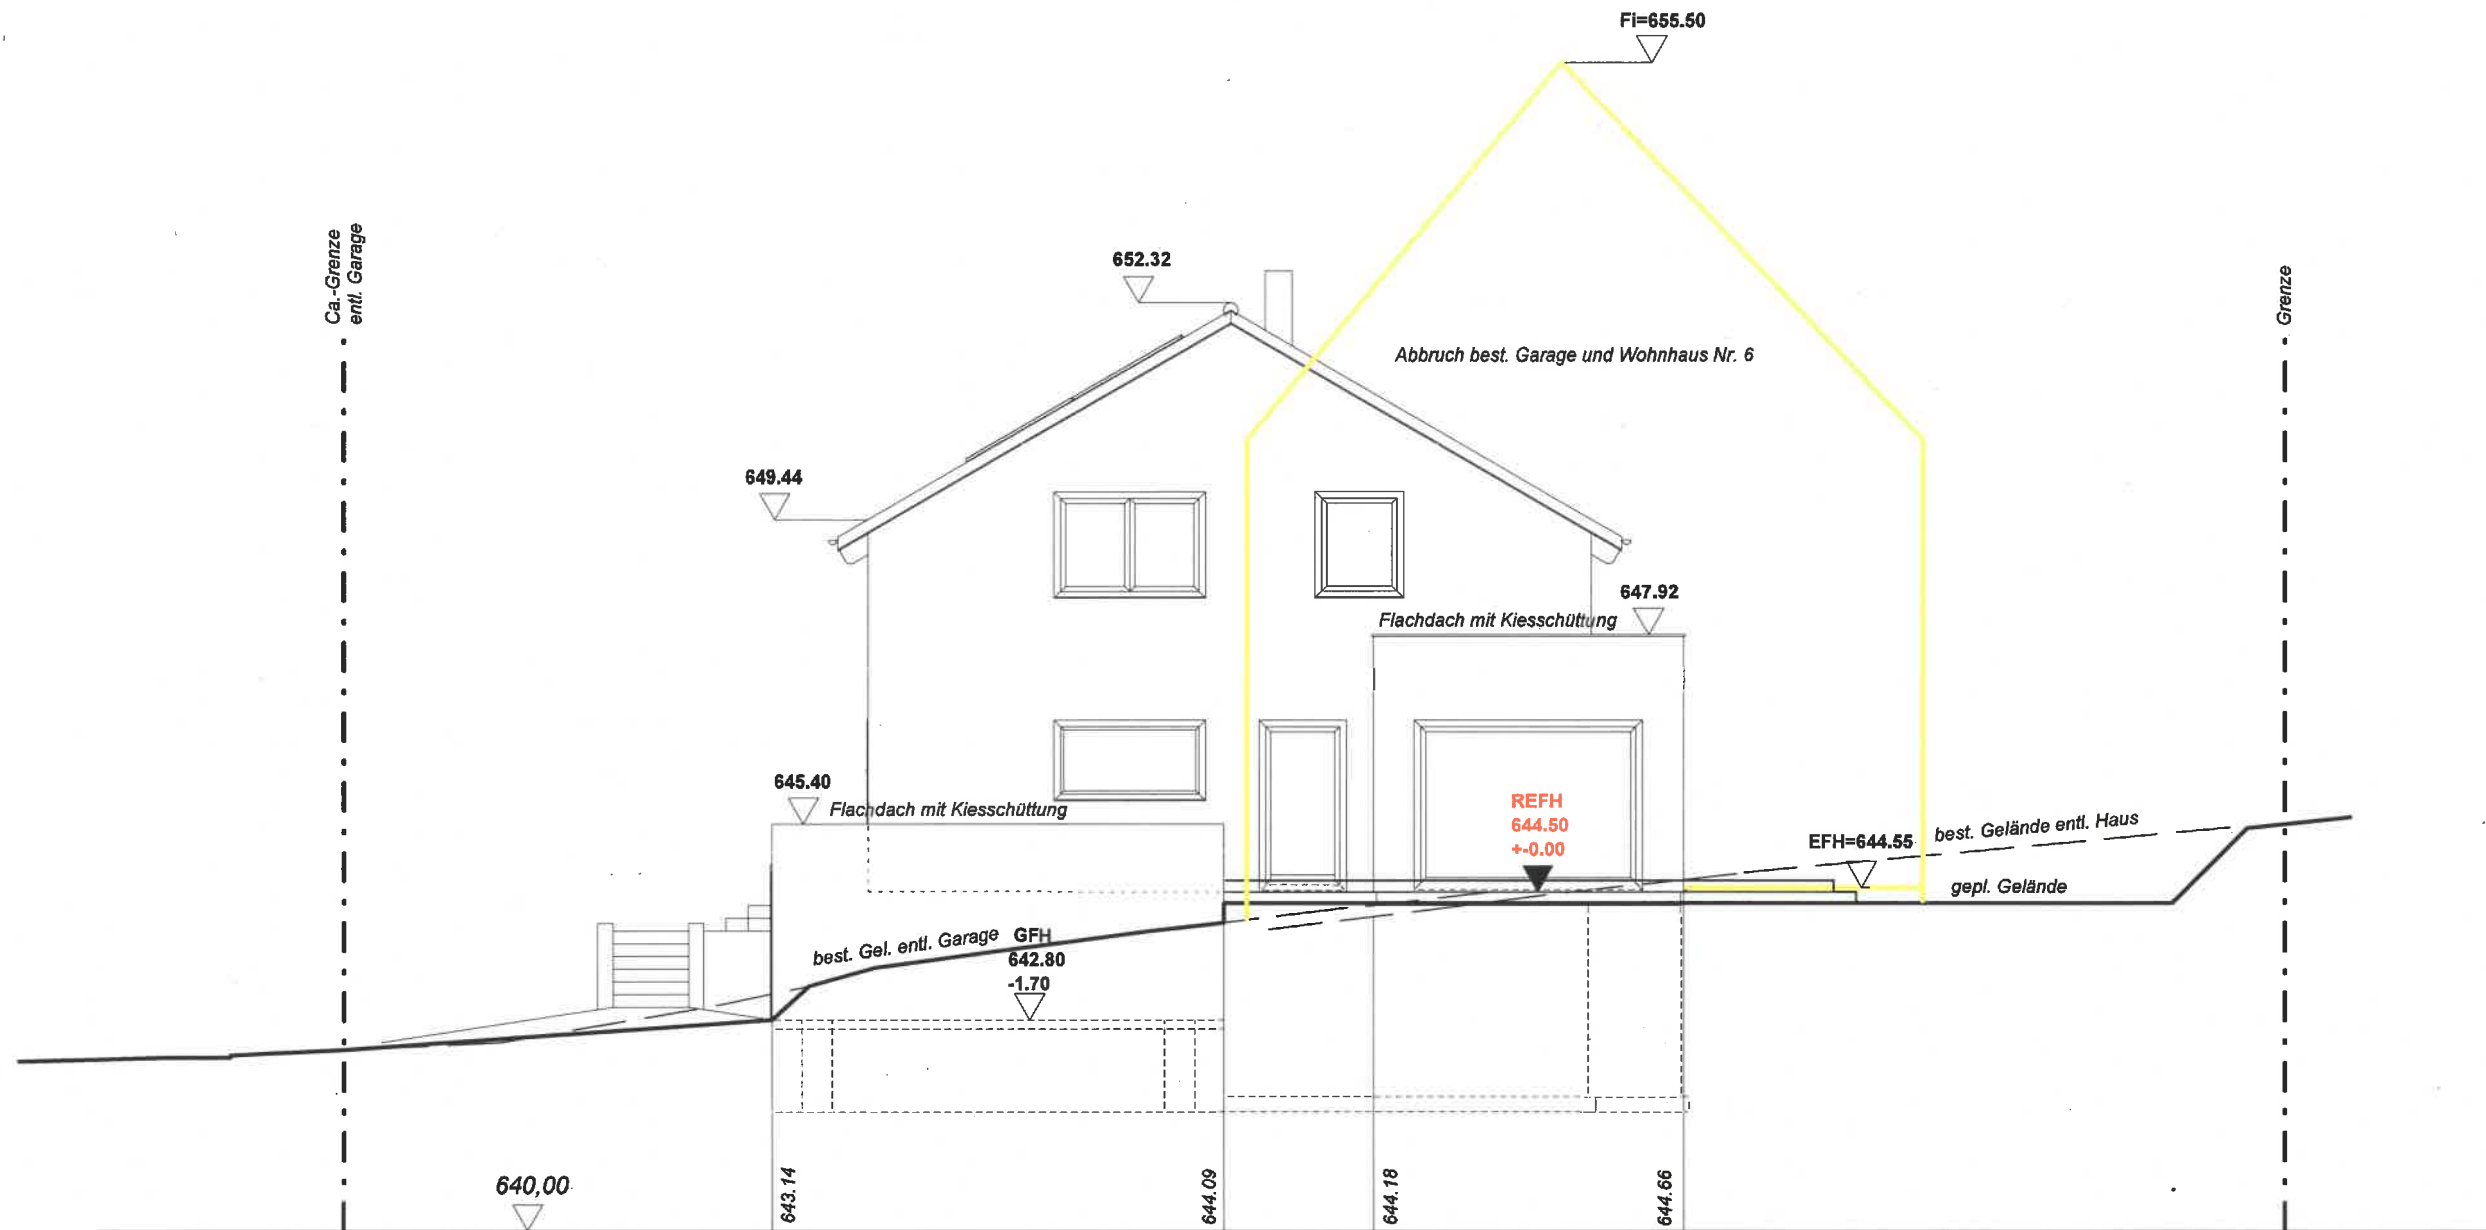 Fi=655.50
Ca.-Grenze
entl. Garage
652.32
Grenze
Abbruch best. Garage und Wohnhaus Nr. 6
649.44
647.92
Flachdach mit Kiesschüttung
645.40
Flachdach mit Kiesschüttung
REFH
644.50
+-0.00
EFH=644.55
best. Gelände entl. Haus
gepl. Gelände
best. Gel. entl. Garage
GFH
642.80
-1.70
640,00
643.14
644.09
644.18
644.66